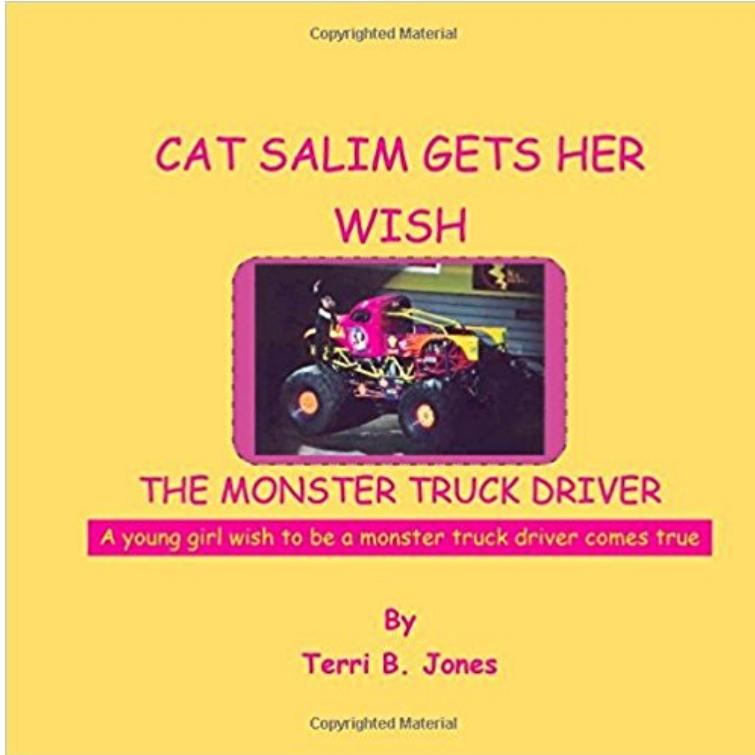 Copyrighted Material
CAT SALIM GETS HER
WISH
THE MONSTER TRUCK DRIVER
A young girl wish to be a monster truck driver comes true
By
Terri B. Jones
Copyrighted Material